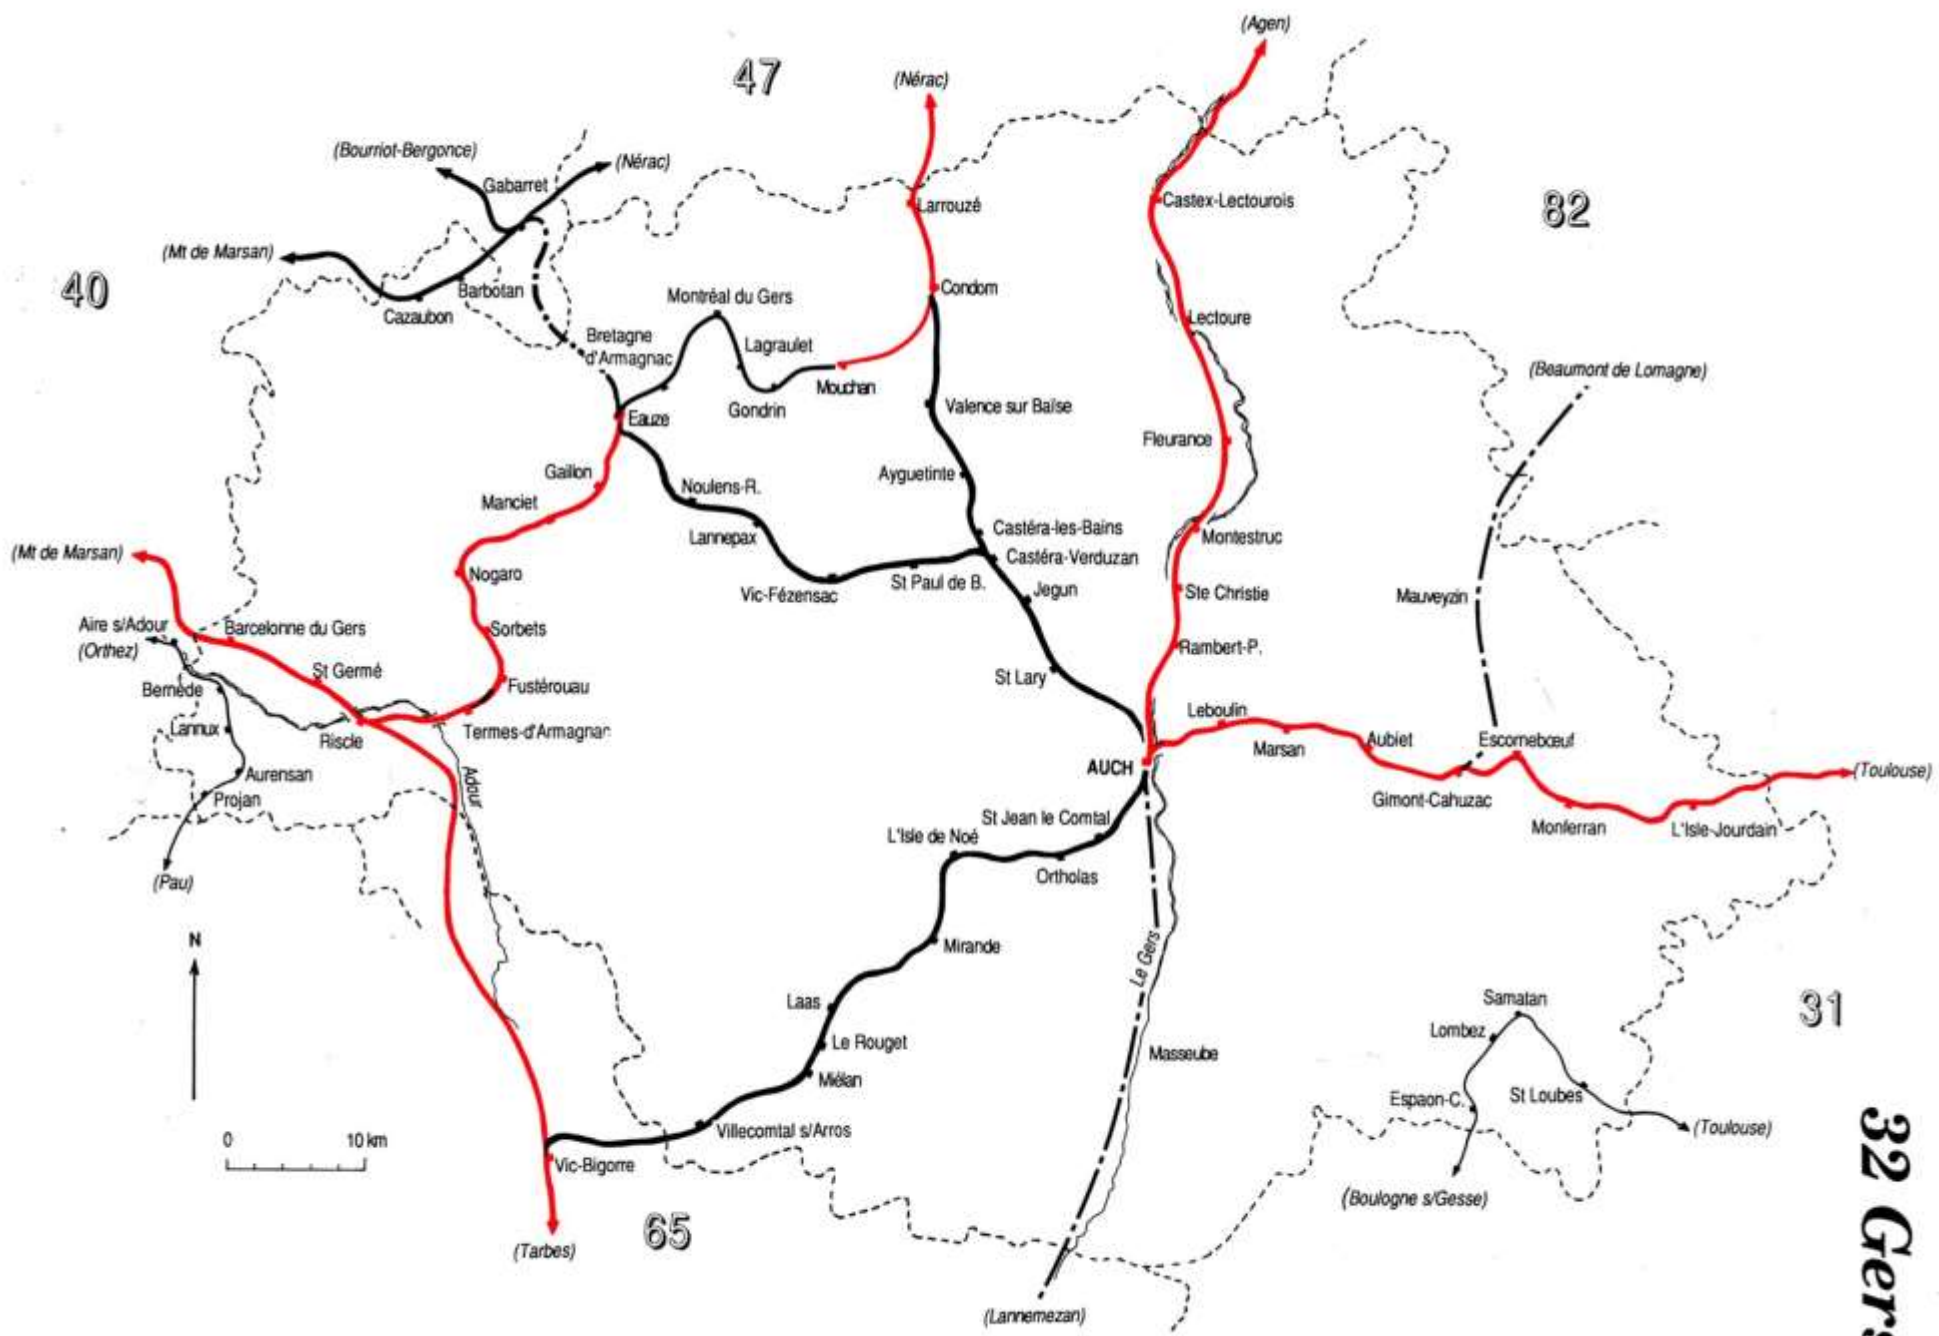 (Agen)
47
(Nérac)
(Bourriot-Bergonce)
(Nérac)
Gabarret
Larrouzé
Castex-Lectourois
82
(Mt de Marsan)
40
Barbotan
Condom
Cazaubon
Montréal du Gers
Lectoure
Bretagne
d'Armagnac
Lagraulet
(Beaumont de Lomagne)
Mouchan
Gondrin
Valence sur Baïse
Eauze
Fleurance
Gaillon
Ayguetinte
Noulens-R.
Manciet
Castéra-les-Bains
Lannepax
Montestruc
(Mt de Marsan)
Castéra-Verduzan
Nogaro
St Paul de B.
Vic-Fézensac
Jegun
Ste Christie
Mauveyzin
Aire s/Adour
(Orthez)
Barcelonne du Gers
Sorbets
Rambert-P.
St Germé
St Lary
Fustérouau
Bernède
Leboulin
Lannux
Riscle
Termes-d'Armagnac
Marsan
Aubiet
Escornebœuf
AUCH
Aurensan
Adour
(Toulouse)
Projan
Gimont-Cahuzac
St Jean le Comtal
Monferran
L'Isle-Jourdain
L'Isle de Noé
Ortholas
(Pau)
N
Mirande
Le Gers
Laas
Samatan
31
Lombez
Le Rouget
Masseube
Miélan
Espaon-C.
St Loubes
Villecomtal s/Arros
(Toulouse)
0 10 km
Vic-Bigorre
(Boulogne s/Gesse)
65
(Tarbes)
(Lannemezan)
32 Gers